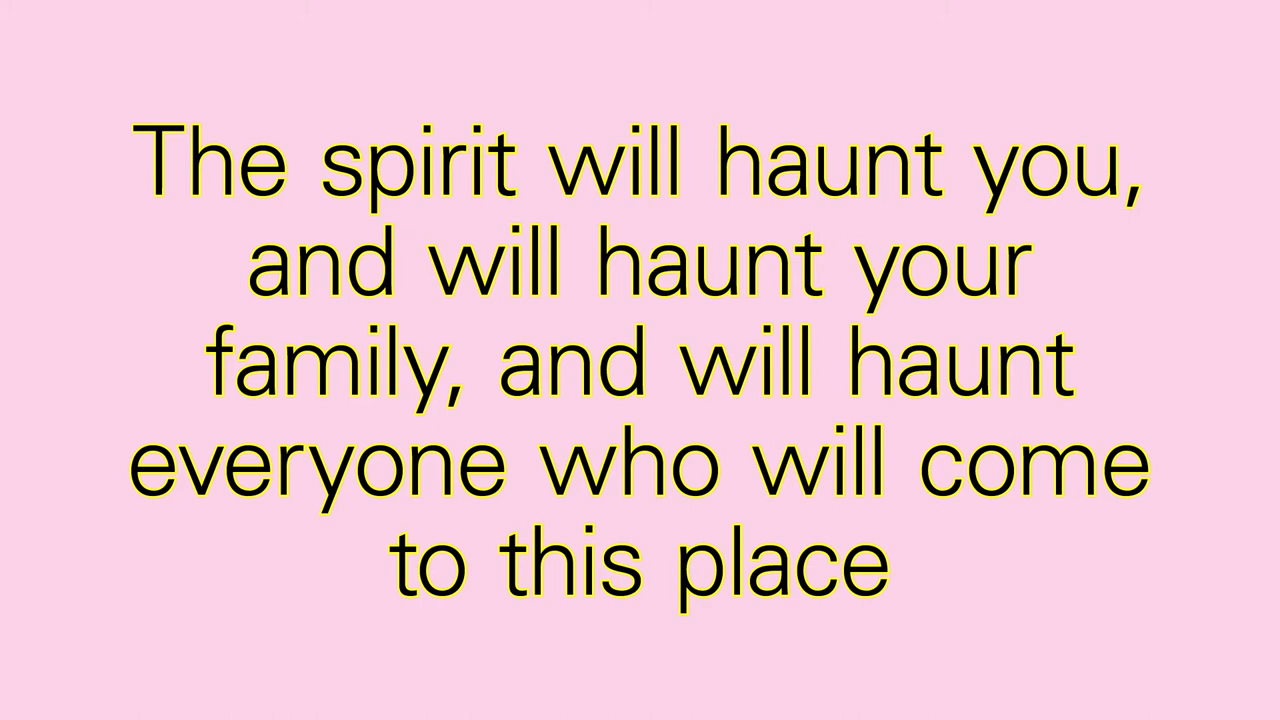 The spirit will haunt you,
and will haunt your
family, and will haunt
everyone who will come
to this place